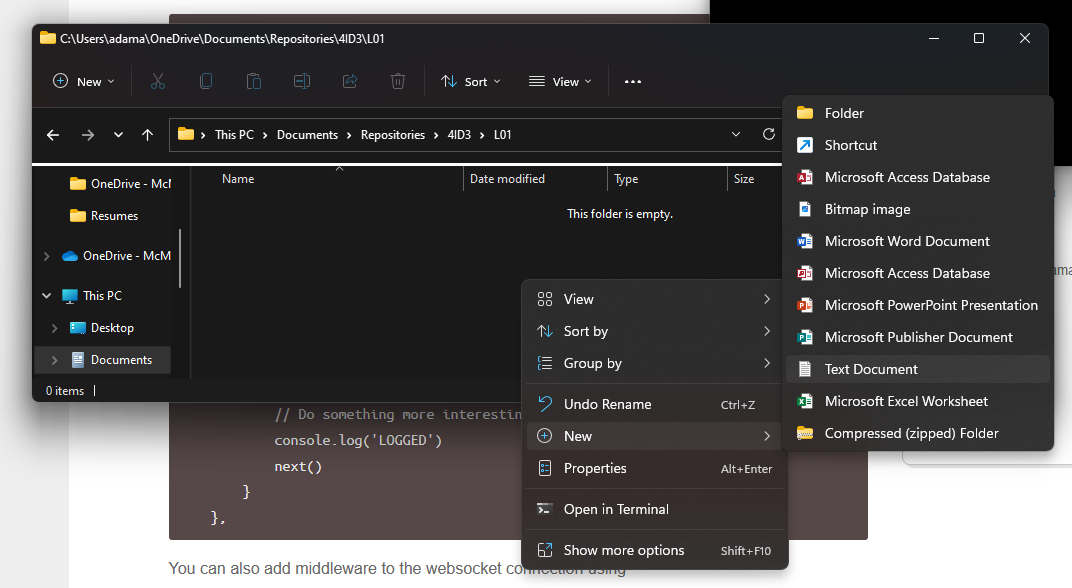 C:\Users\adama\OneDrive\Documents\Repositories\4ID3\L01
New
Sort
View
This PC
Documents
Repositories
4ID3
L01
Name
Date modified
Type
Size
OneDrive - McM
Resumes
OneDrive - McM
This PC
Desktop
Documents
This folder is empty.
0 items
View
Sort by
Group by
Undo Rename Ctrl+Z
New
Properties Alt+Enter
Open in Terminal
Show more options Shift+F10
Folder
Shortcut
Microsoft Access Database
Bitmap image
Microsoft Word Document
Microsoft Access Database
Microsoft PowerPoint Presentation
Microsoft Publisher Document
Text Document
Microsoft Excel Worksheet
Compressed (zipped) Folder
// Do something more interestin
console.log('LOGGED')
next()
}
},
You can also add middleware to the websocket connection using
ama